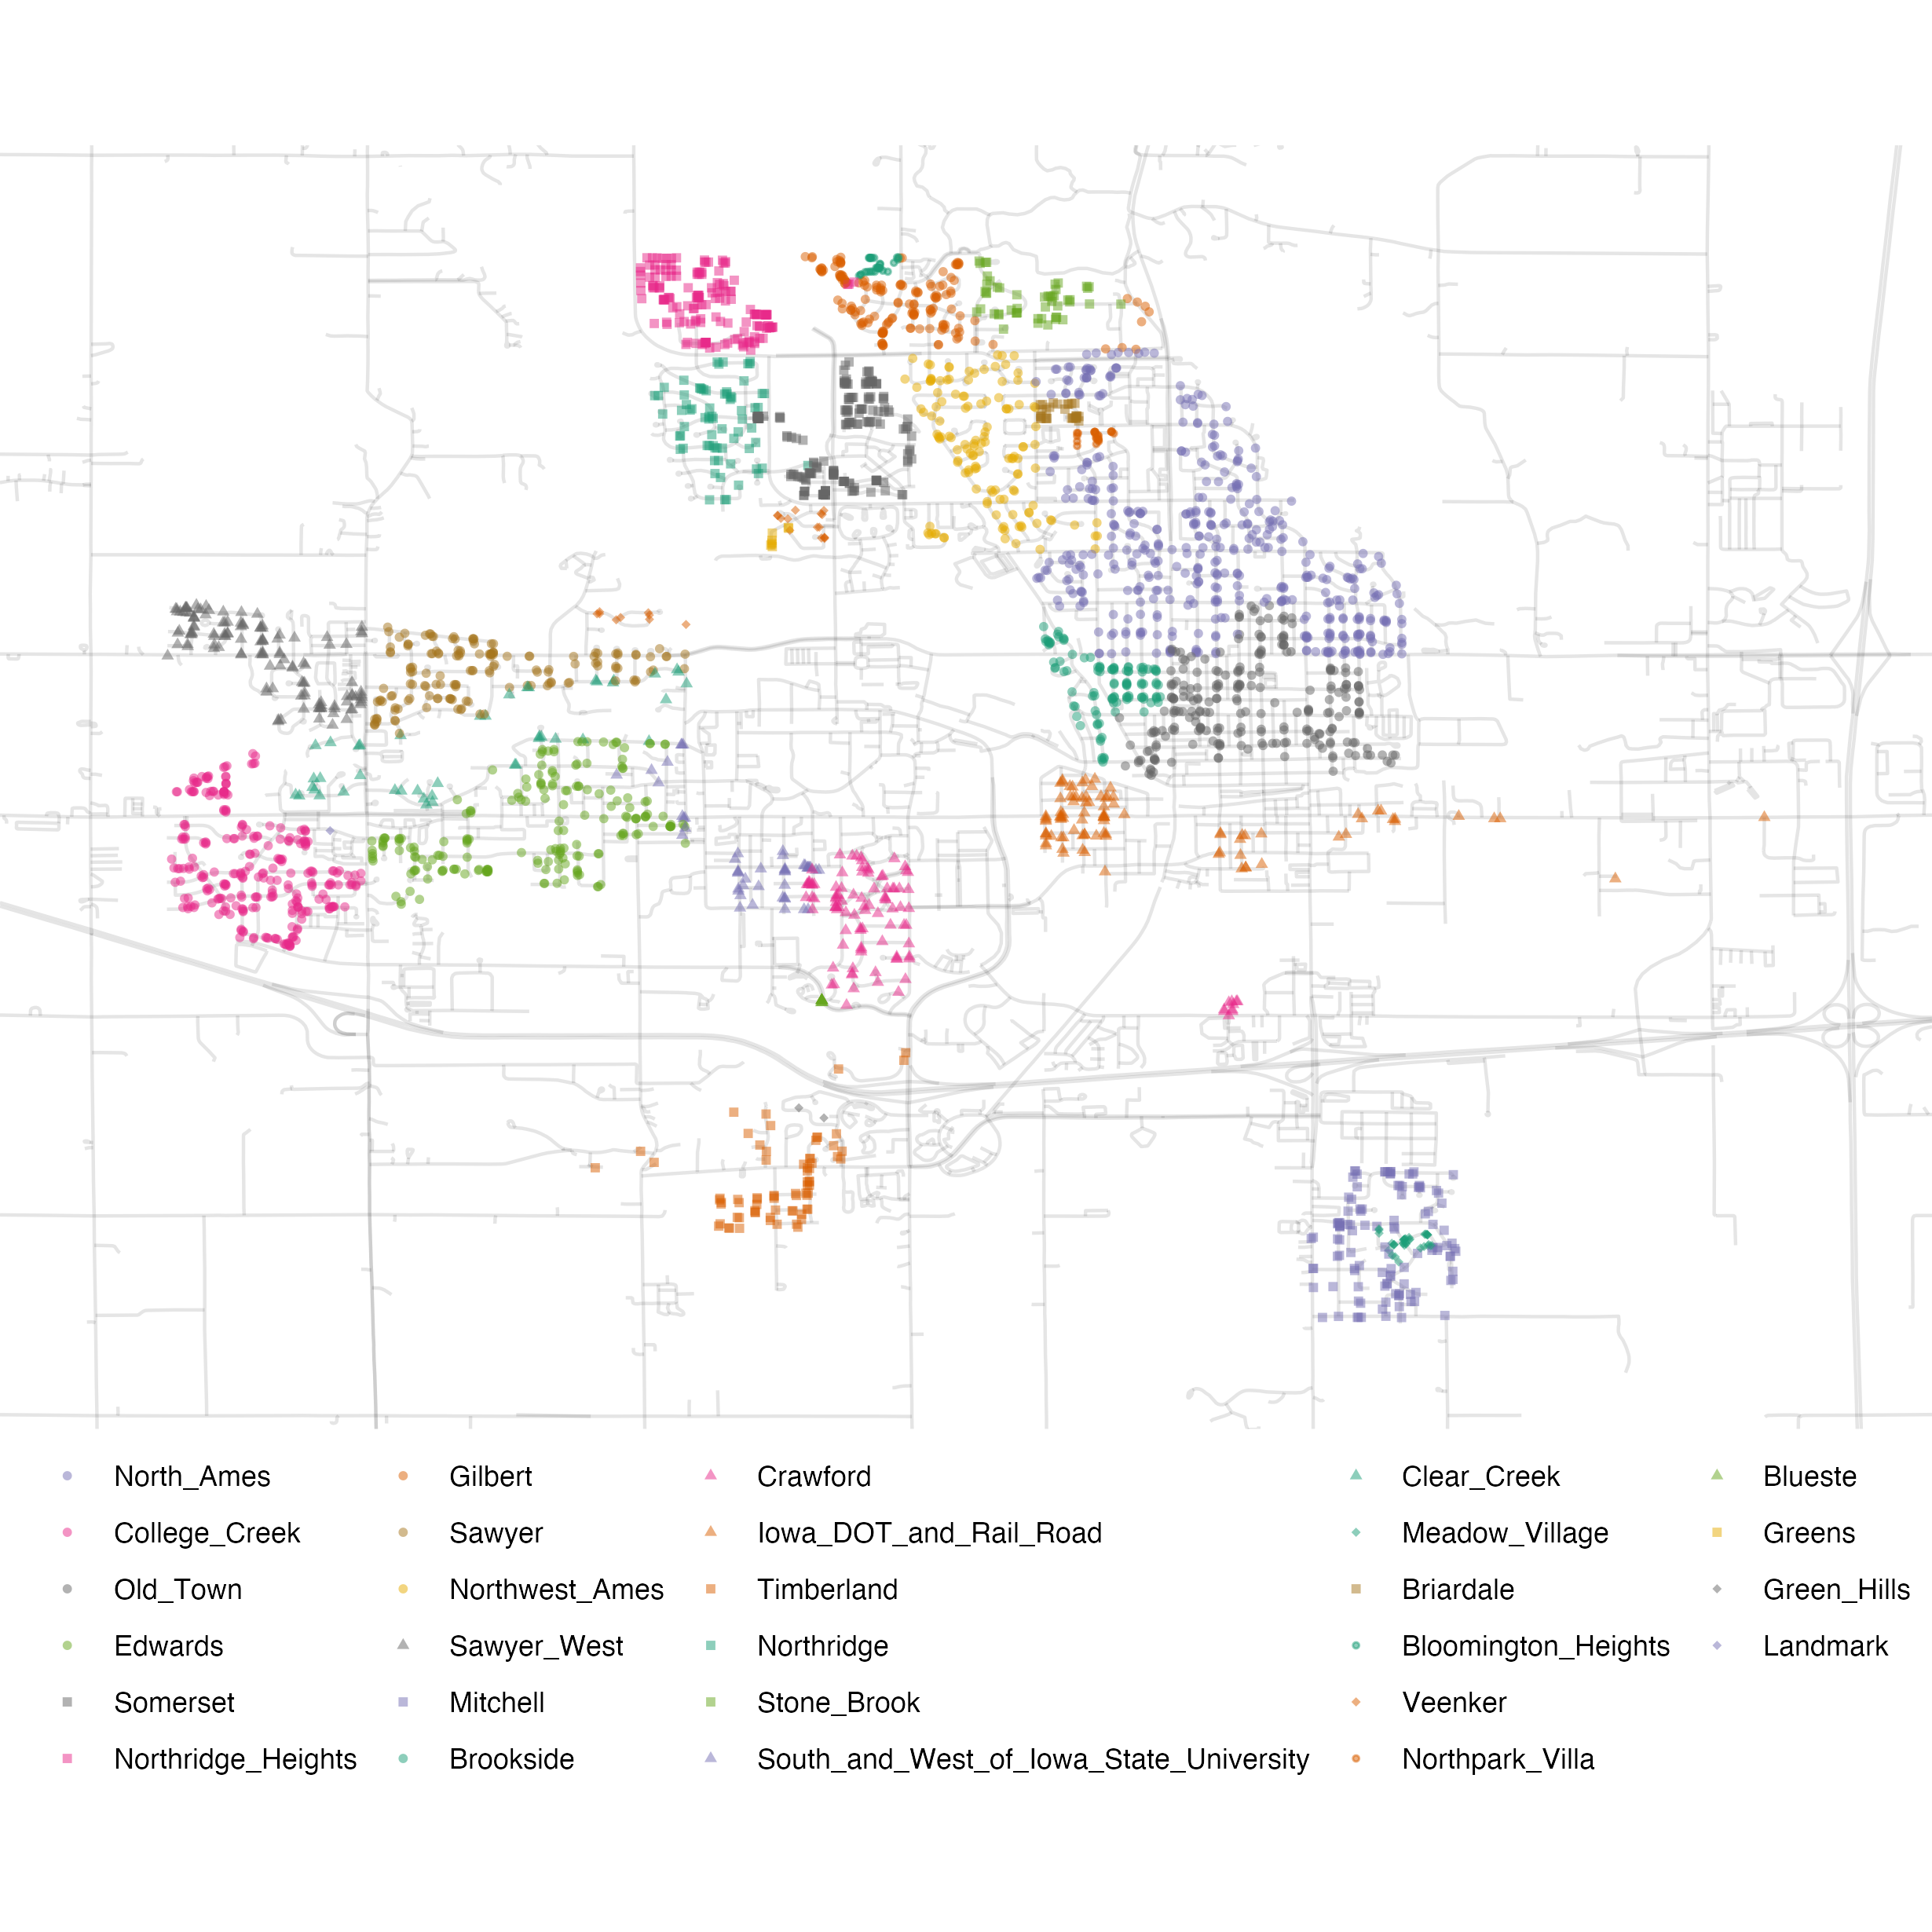 North_Ames
College_Creek
Old_Town
Edwards
Somerset
Northridge_Heights
Gilbert
Sawyer
Northwest_Ames
Sawyer_West
Mitchell
Brookside
Crawford
Iowa_DOT_and_Rail_Road
Timberland
Northridge
Stone_Brook
South_and_West_of_Iowa_State_University
Clear_Creek
Meadow_Village
Briardale
Bloomington_Heights
Veenker
Northpark_Villa
Blueste
Greens
Green_Hills
Landmark